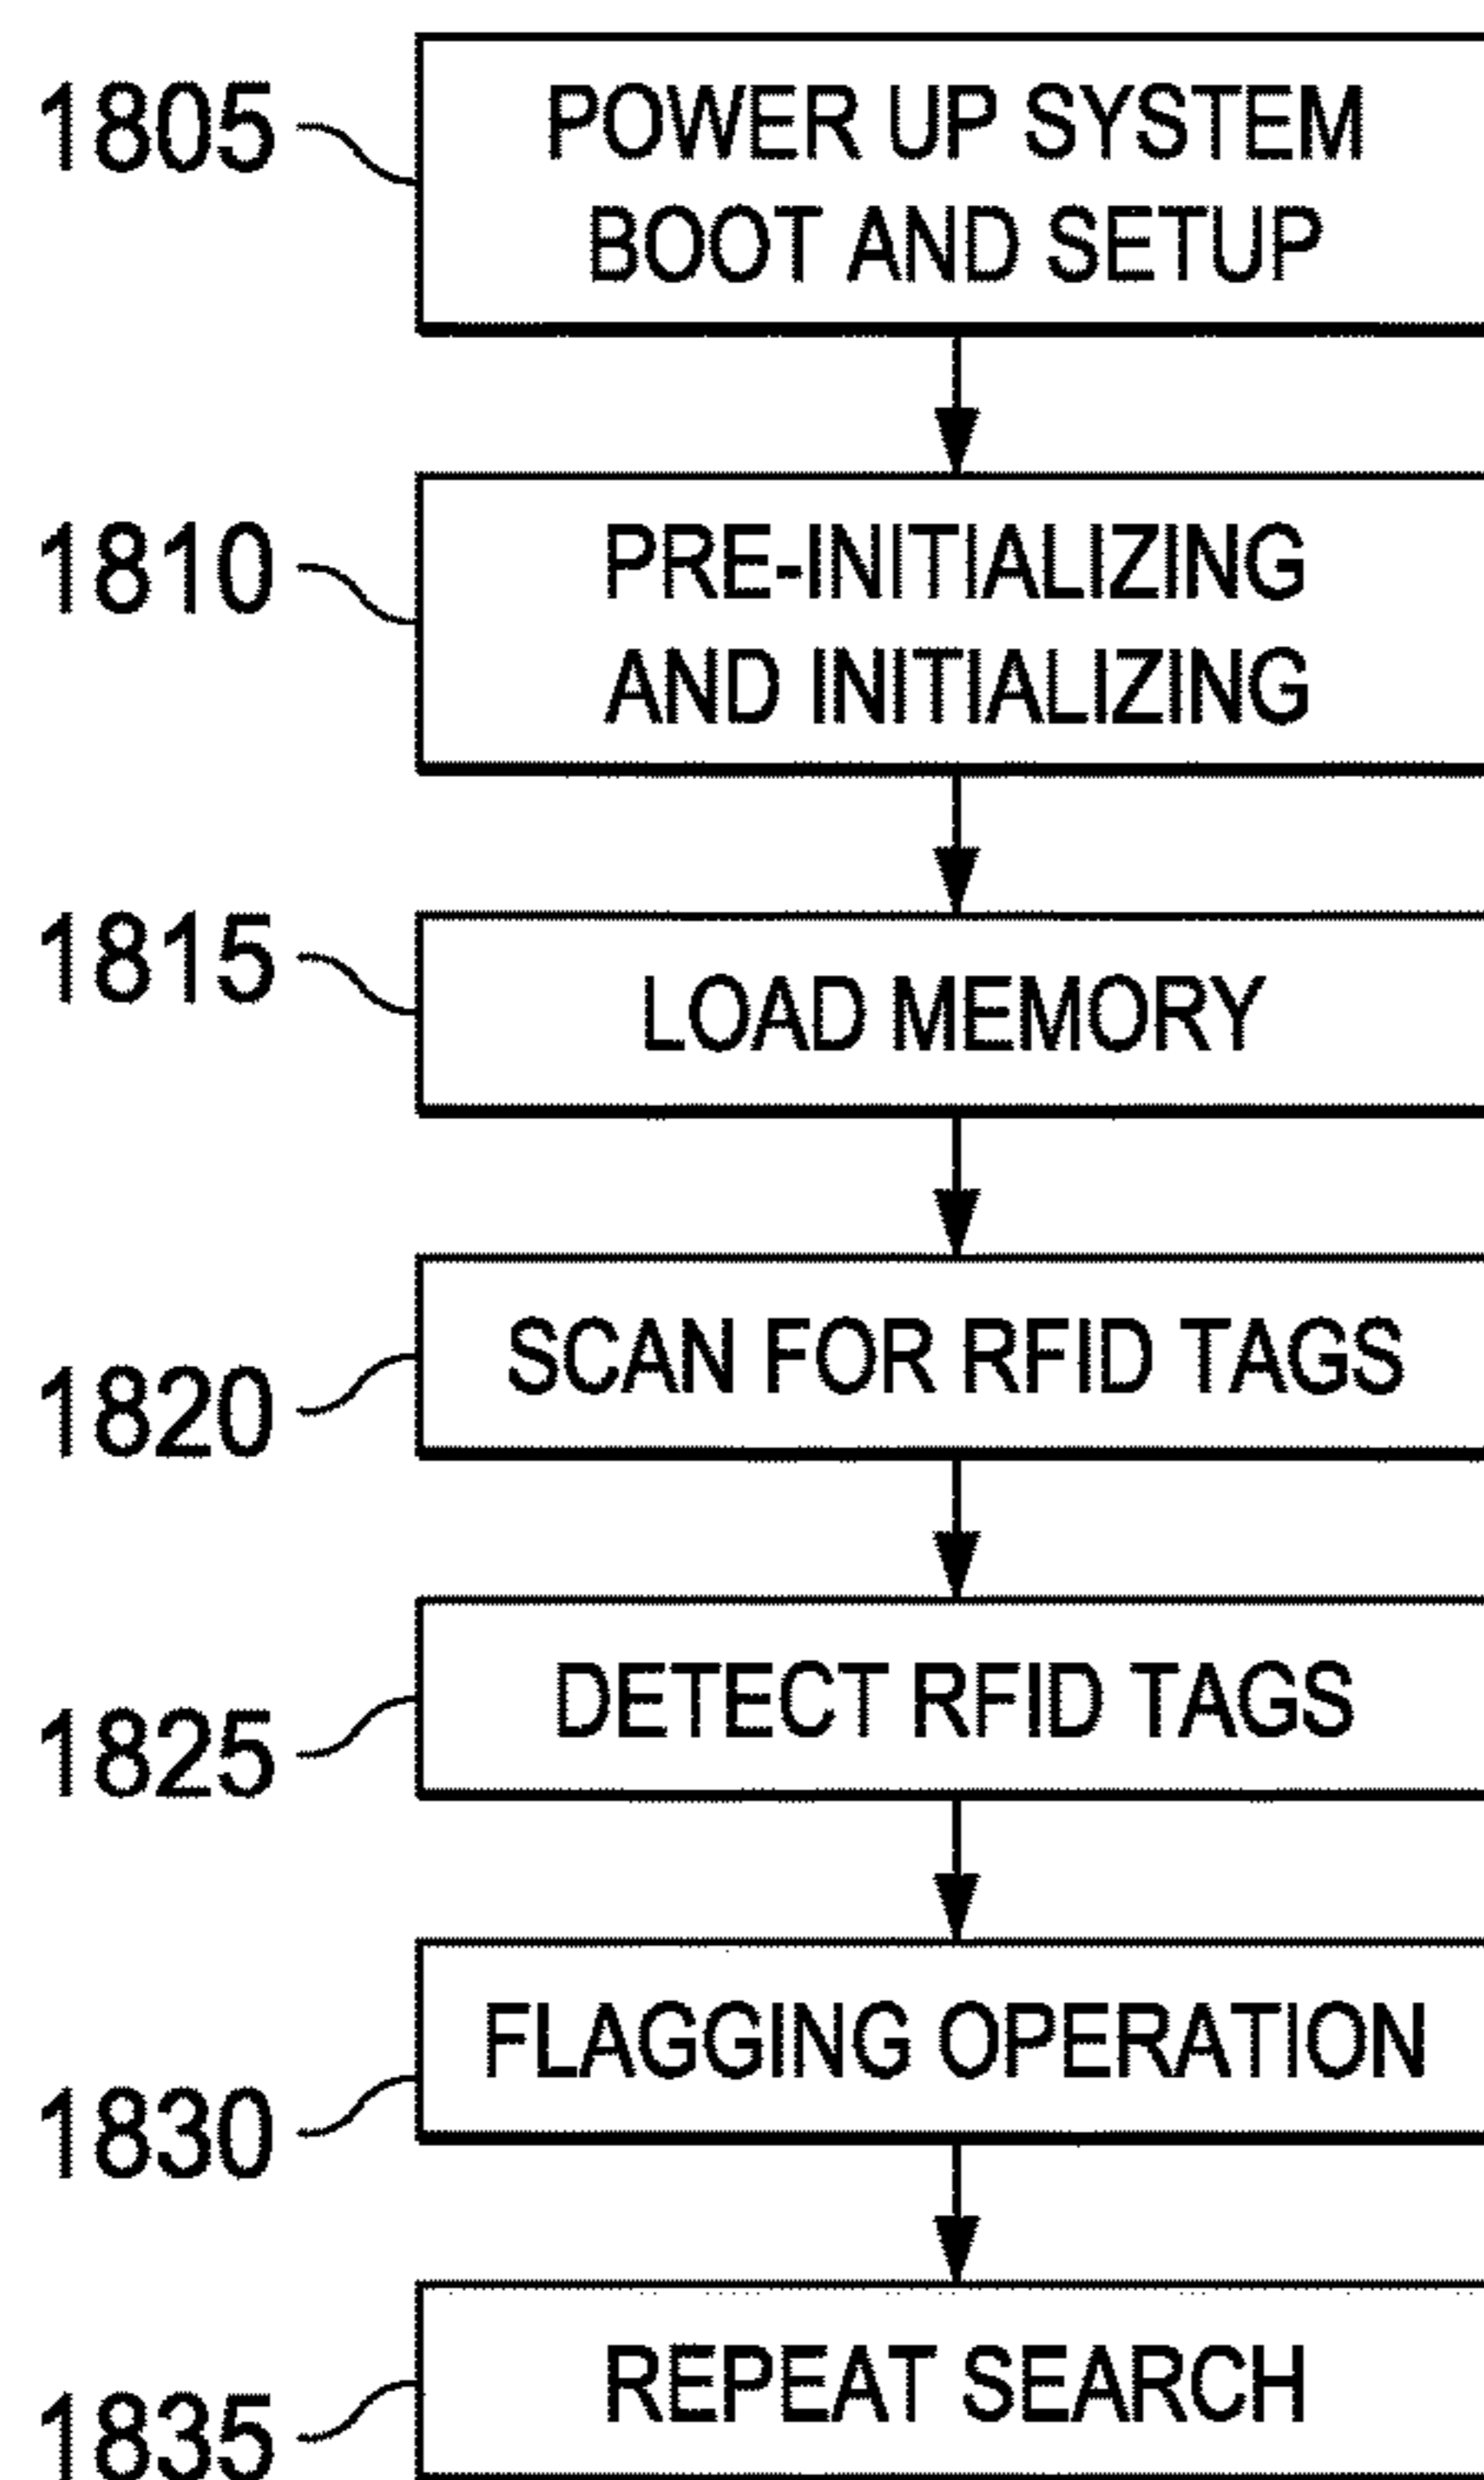 1805
POWER UP SYSTEM
BOOT AND SETUP
1810
PRE-INITIALIZING
AND INITIALIZING
1815
LOAD MEMORY
1820
SCAN FOR RFID TAGS
1825
DETECT RFID TAGS
1830
FLAGGING OPERATION
1835
REPEAT SEARCH